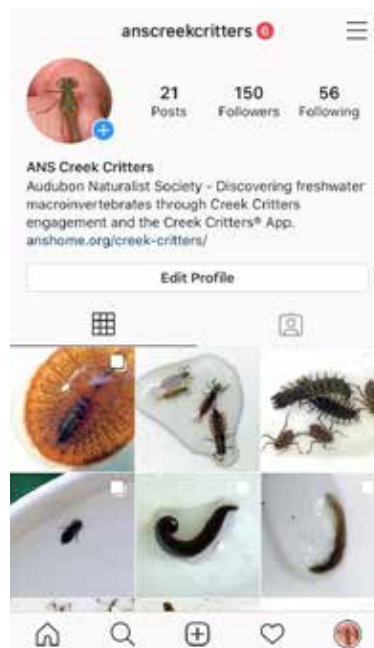 anscreekcritters 6
21 150 56
Posts Followers Following
ANS Creek Critters
Audubon Naturalist Society - Discovering freshwater
macroinvertebrates through Creek Critters
engagement and the Creek Critters® App.
anshome.org/creek-critters/
Edit Profile